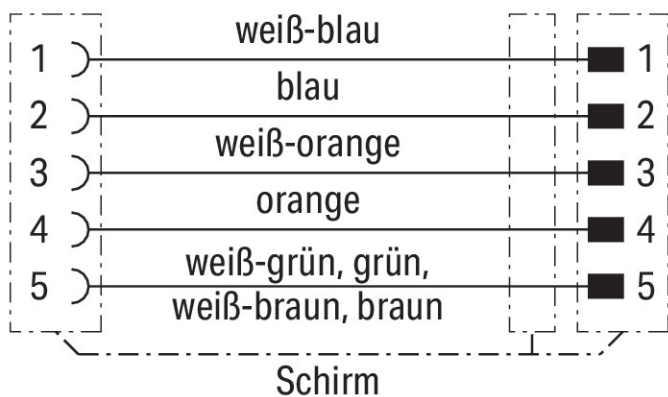 weiß-blau
1 1
blau
2 2
weiß-orange
3 3
orange
4 4
weiß-grün, grün,
5 5
weiß-braun, braun
Schirm